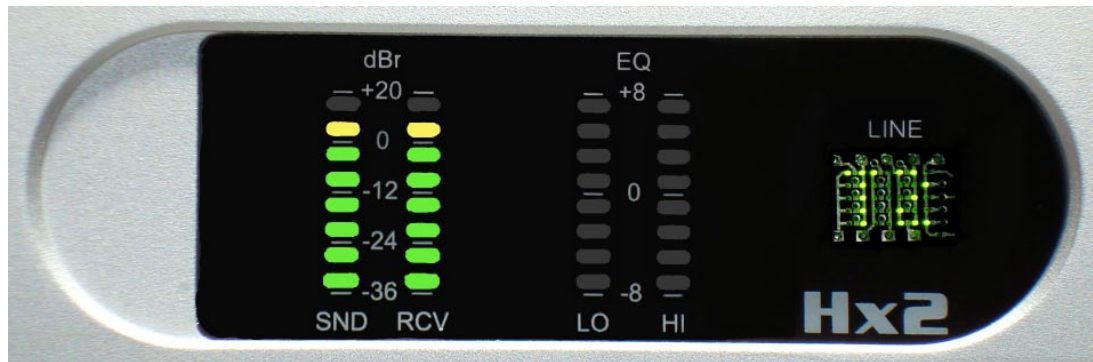 dBr EQ
+20 +8
LINE
0
-12 0
-24
-36 -8
SND RCV LO HI
Hx2